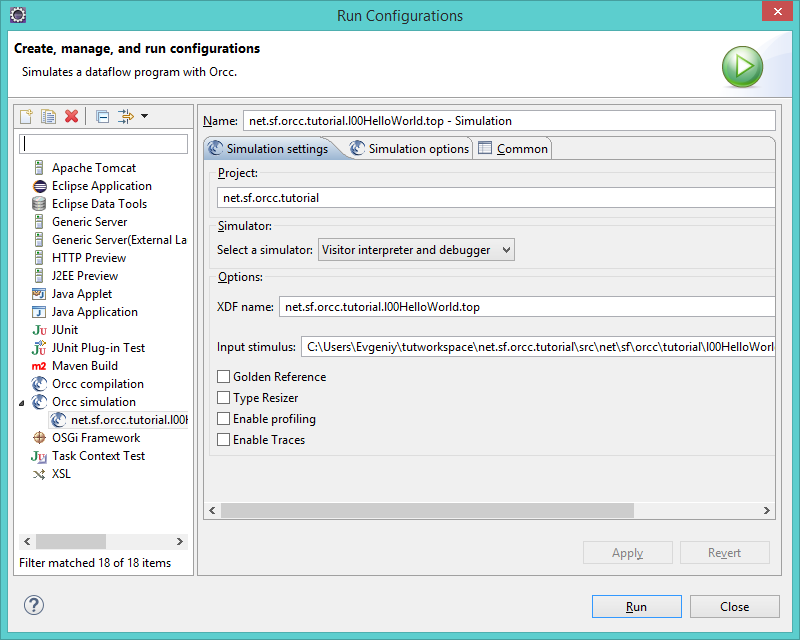 Run Configurations
Create, manage, and run configurations
Simulates a dataflow program with Orcc.
Apache Tomcat
Eclipse Application
Eclipse Data Tools
Generic Server
Generic Server(External La
HTTP Preview
J2EE Preview
Java Applet
Java Application
JUnit
JUnit Plug-in Test
Maven Build
Orcc compilation
Orcc simulation
net.sf.orcc.tutorial.I00H
OSGi Framework
Task Context Test
XSL
Filter matched 18 of 18 items
Name: net.sf.orcc.tutorial.I00HelloWorld.top - Simulation
Simulation settings Simulation options Common
Project:
net.sf.orcc.tutorial
Simulator:
Select a simulator: Visitor interpreter and debugger
Options:
XDF name: net.sf.orcc.tutorial.I00HelloWorld.top
Input stimulus: C:\Users\Evgeniy\tutworkspace\net.sf.orcc.tutorial\src\net\sf\orcc\tutorial\I00HelloWorl
Golden Reference
Type Resizer
Enable profiling
Enable Traces
Apply Revert
Run Close